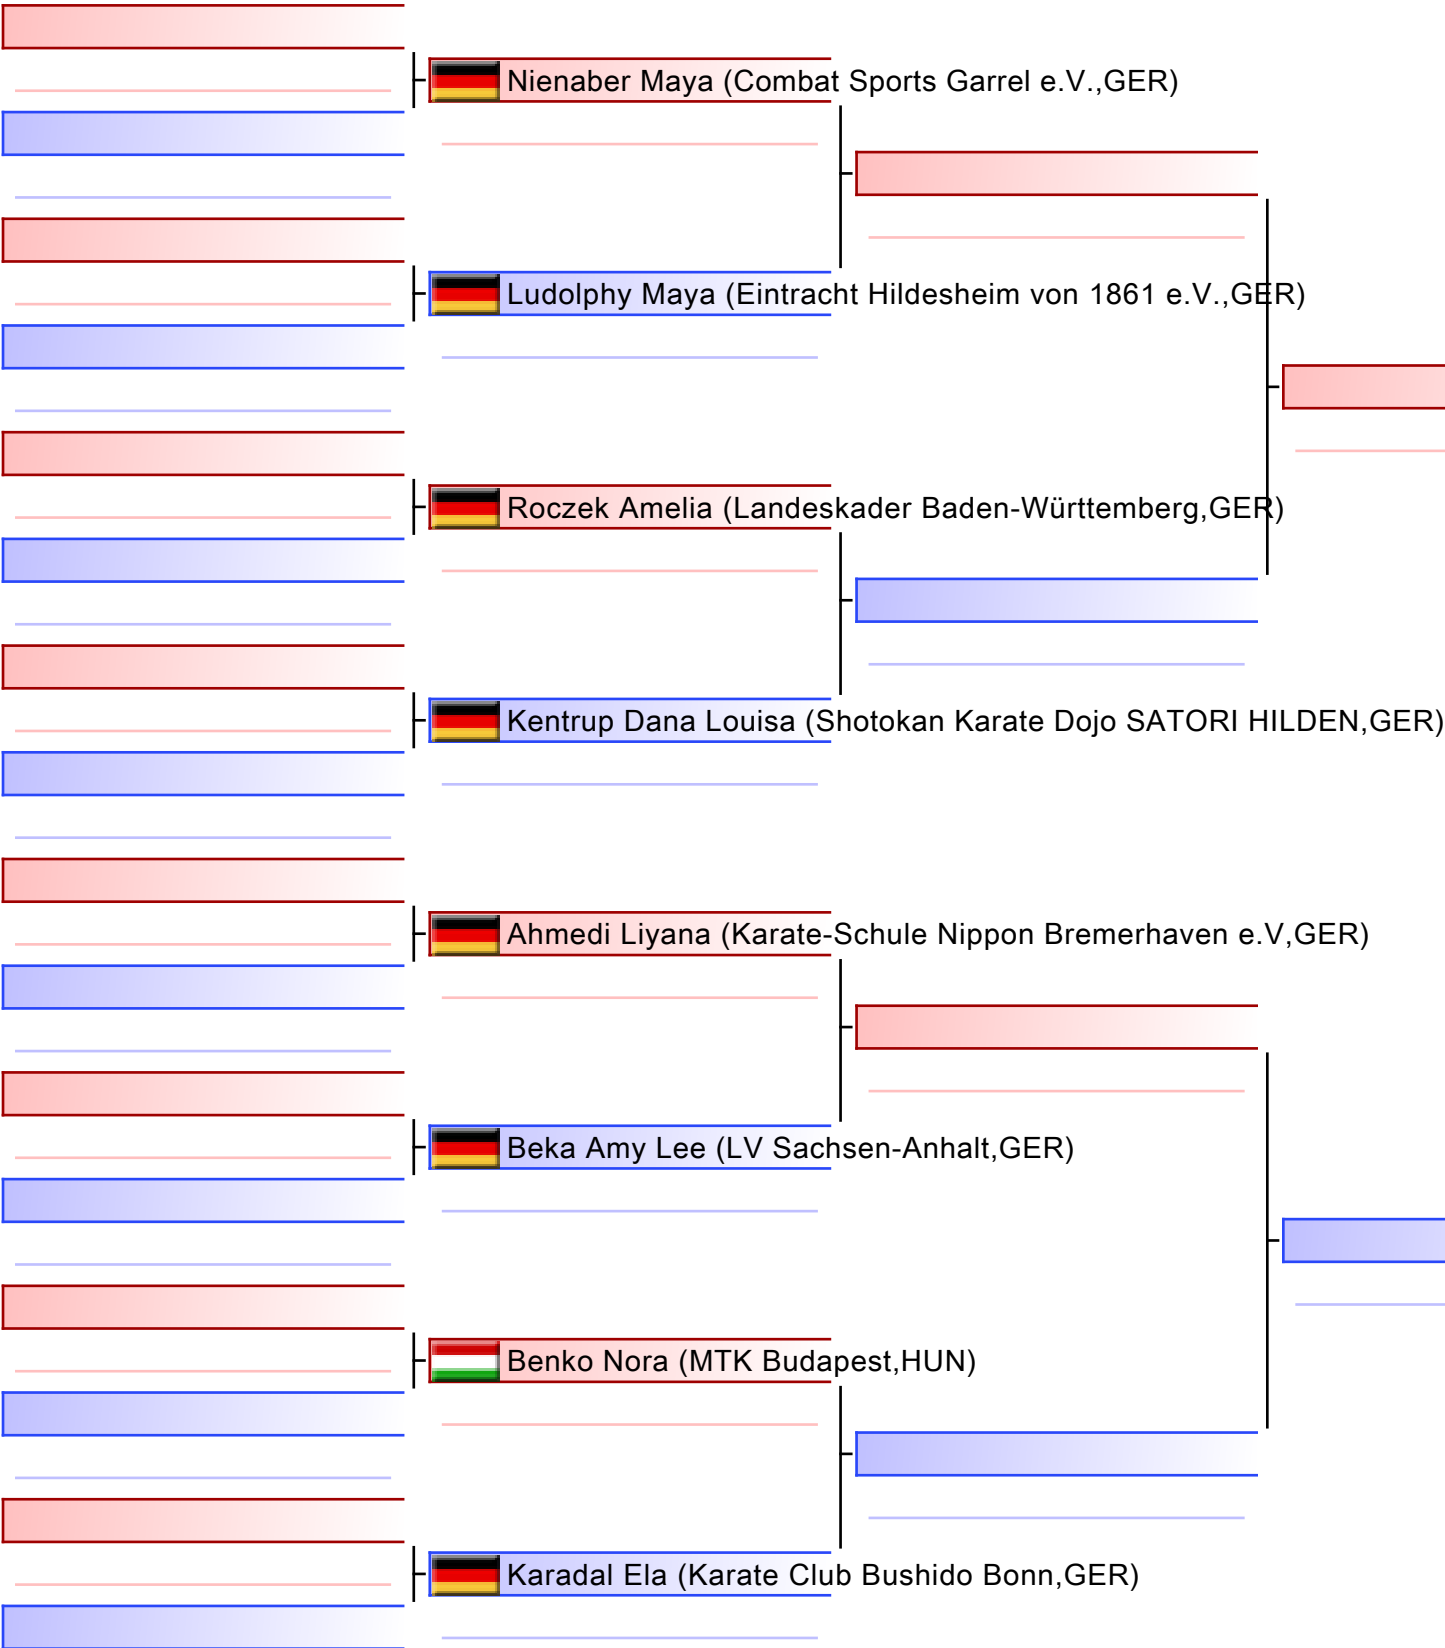 Nienaber Maya (Combat Sports Garrel e.V.,GER)
Ludolphy Maya (Eintracht Hildesheim von 1861 e.V.,GER)
Roczek Amelia (Landeskader Baden-Württemberg,GER)
Kentrup Dana Louisa (Shotokan Karate Dojo SATORI HILDEN,GER)
Ahmedi Liyana (Karate-Schule Nippon Bremerhaven e.V,GER)
Beka Amy Lee (LV Sachsen-Anhalt,GER)
Benko Nora (MTK Budapest,HUN)
Karadal Ela (Karate Club Bushido Bonn,GER)